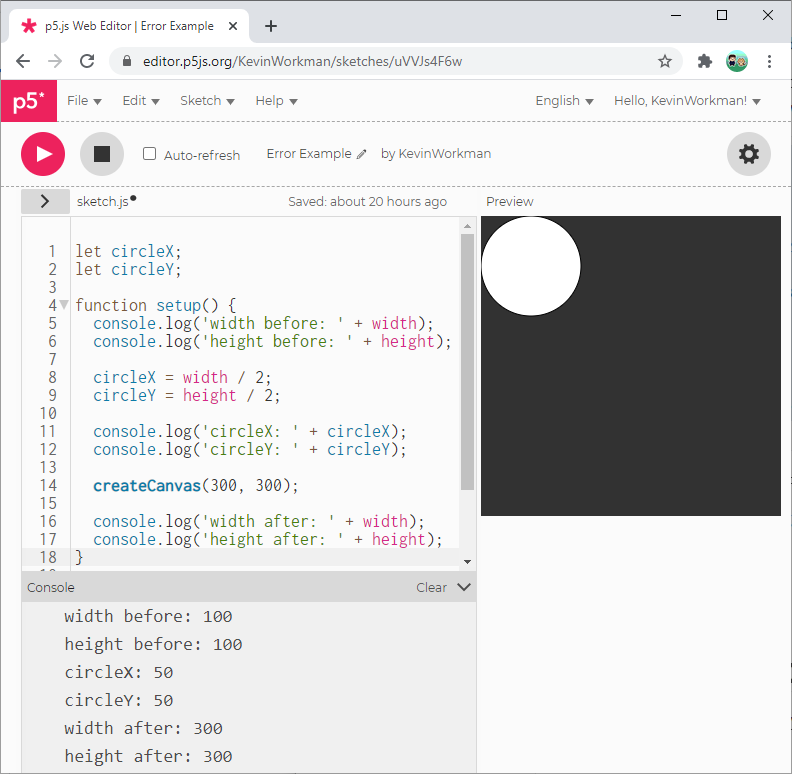 p5.js Web Editor | Error Example
editor.p5js.org/KevinWorkman/sketches/uVVJs4F6w
p5* File Edit Sketch Help English Hello, KevinWorkman!
Auto-refresh Error Example by KevinWorkman
sketch.js Saved: about 20 hours ago Preview
1 let circleX;
2 let circleY;
3
4 function setup() {
5 console.log('width before: ' + width);
6 console.log('height before: ' + height);
7
8 circleX = width / 2;
9 circleY = height / 2;
10
11 console.log('circleX: ' + circleX);
12 console.log('circleY: ' + circleY);
13
14 createCanvas(300, 300);
15
16 console.log('width after: ' + width);
17 console.log('height after: ' + height);
18 }
Console Clear
width before: 100
height before: 100
circleX: 50
circleY: 50
width after: 300
height after: 300